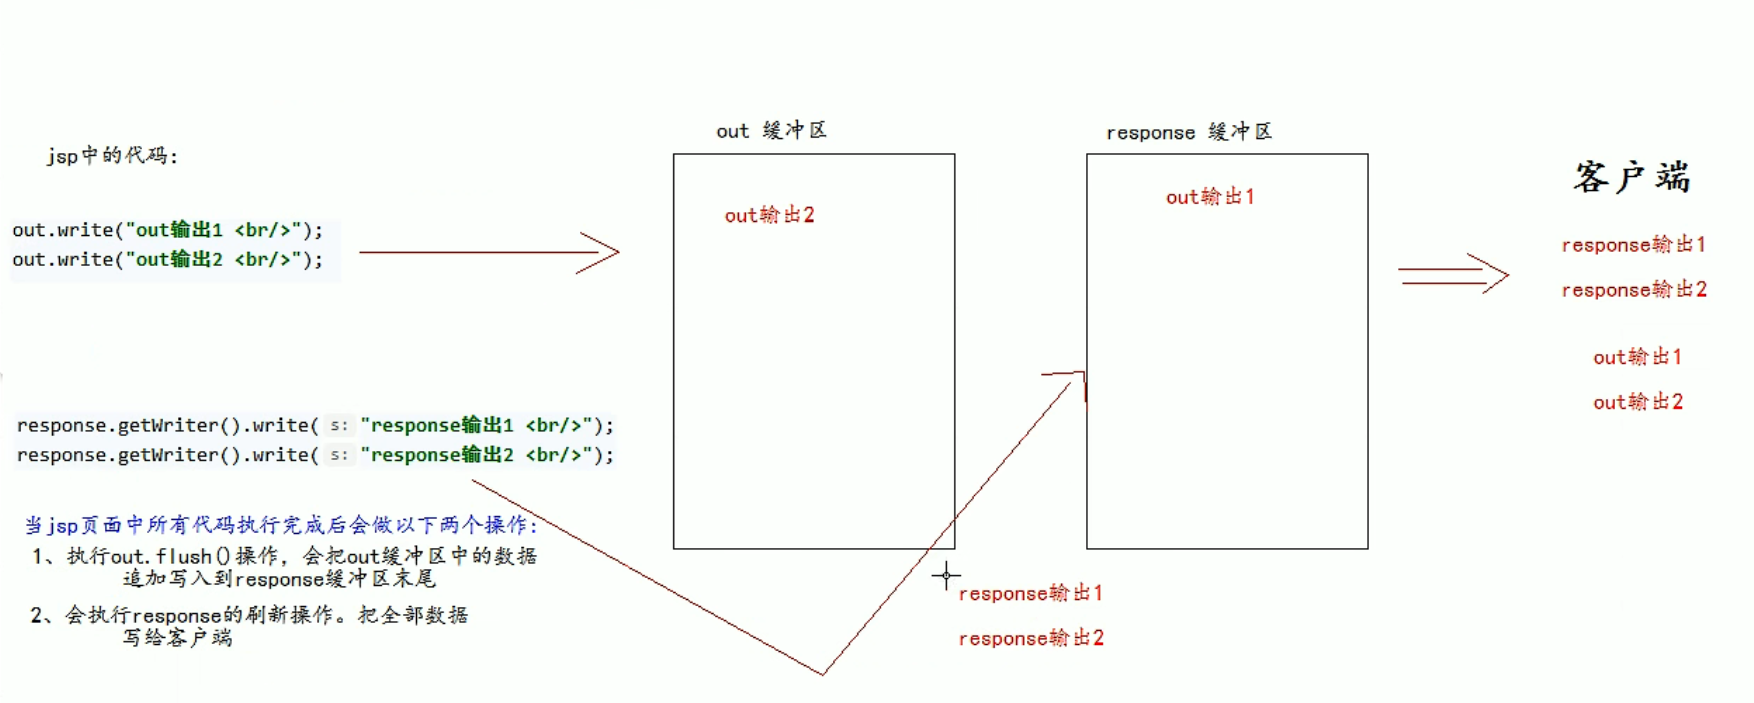 jsp中的代码:
out.write("out输出1 <br/>");
out.write("out输出2 <br/>");
response.getWriter().write( s: "response输出1 <br/>");
response.getWriter().write( s: "response输出2 <br/>");
当jsp页面中所有代码执行完成后会做以下两个操作:
1、执行out.flush()操作，会把out缓冲区中的数据
追加写入到response缓冲区末尾
2、会执行response的刷新操作。把全部数据
写给客户端
out 缓冲区
out输出2
response 缓冲区
out输出1
response输出1
response输出2
客户端
response输出1
response输出2
out输出1
out输出2